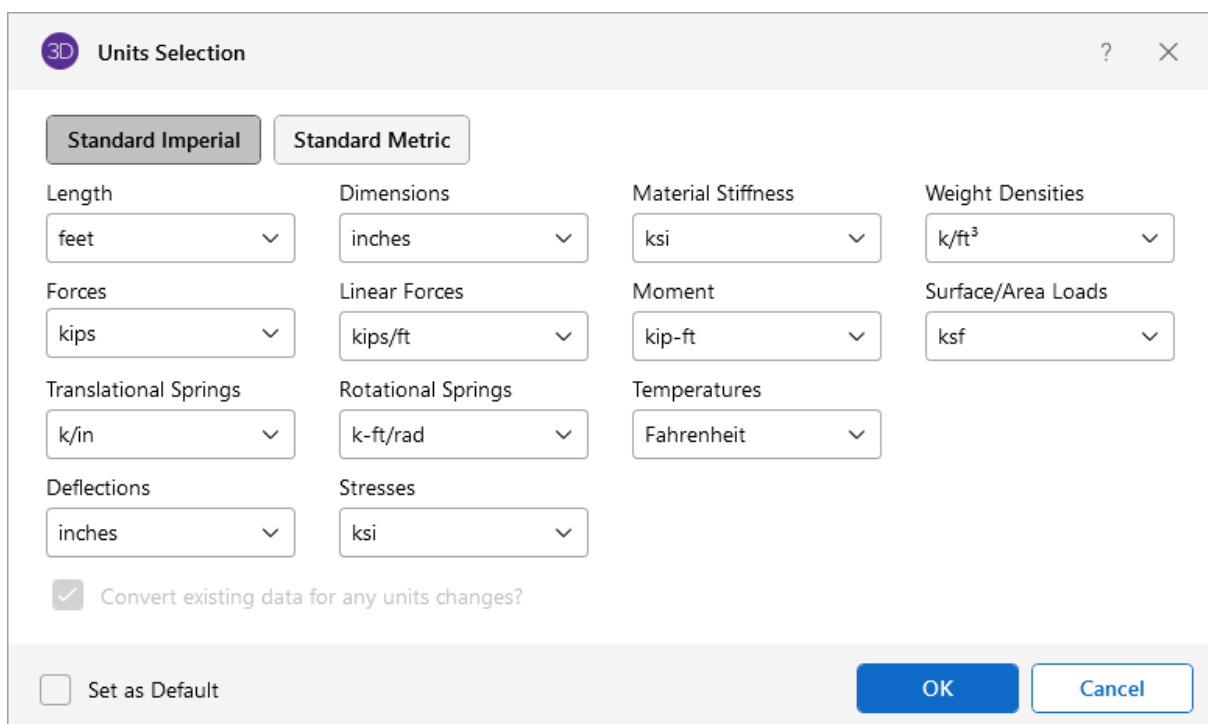 3D Units Selection ?
Standard Imperial Standard Metric
Length Dimensions Material Stiffness Weight Densities
feet inches ksi k/ft³
Forces Linear Forces Moment Surface/Area Loads
kips kips/ft kip-ft ksf
Translational Springs Rotational Springs Temperatures
k/in k-ft/rad Fahrenheit
Deflections Stresses
inches ksi
Convert existing data for any units changes?
Set as Default OK Cancel